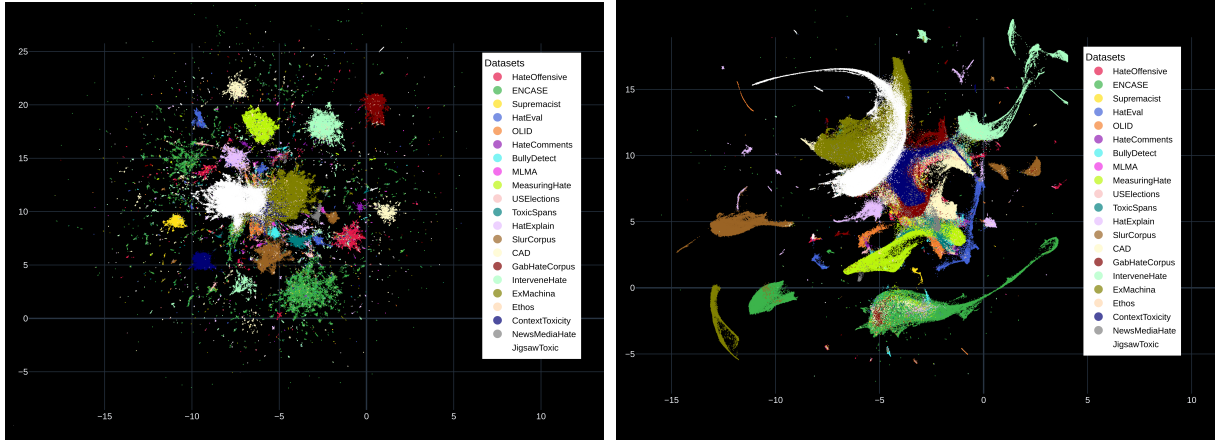 25
20
15
10
5
0
−5
−15
−10
−5
0
5
10
Datasets
HateOffensive
ENCASE
Supremacist
HatEval
OLID
HateComments
BullyDetect
MLMA
MeasuringHate
USElections
ToxicSpans
HatExplain
SlurCorpus
CAD
GabHateCorpus
InterveneHate
ExMachina
Ethos
ContextToxicity
NewsMediaHate
JigsawToxic
15
10
5
0
−5
−15
−10
−5
0
5
10
Datasets
HateOffensive
ENCASE
Supremacist
HatEval
OLID
HateComments
BullyDetect
MLMA
MeasuringHate
USElections
ToxicSpans
HatExplain
SlurCorpus
CAD
GabHateCorpus
InterveneHate
ExMachina
Ethos
ContextToxicity
NewsMediaHate
JigsawToxic